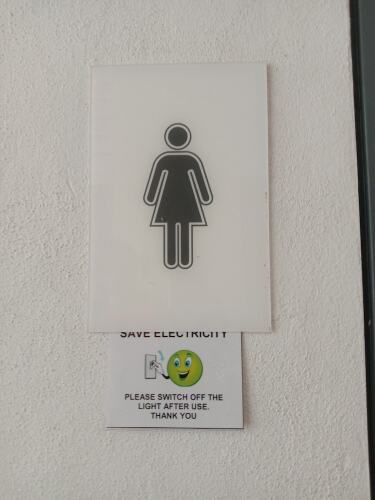 SAVE ELECTRICITY
PLEASE SWITCH OFF THE
LIGHT AFTER USE.
THANK YOU